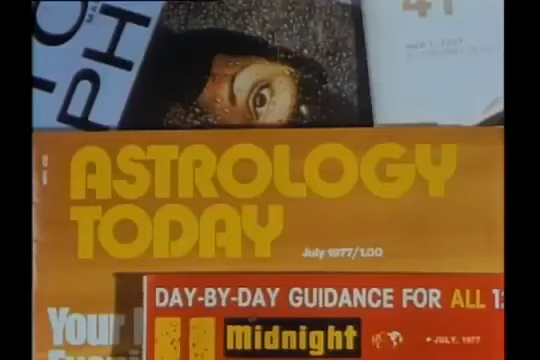 PH
41
ASTROLOGY
TODAY
July 1977/1.00
DAY-BY-DAY GUIDANCE FOR ALL
Your
Midnight
JULY, 1977